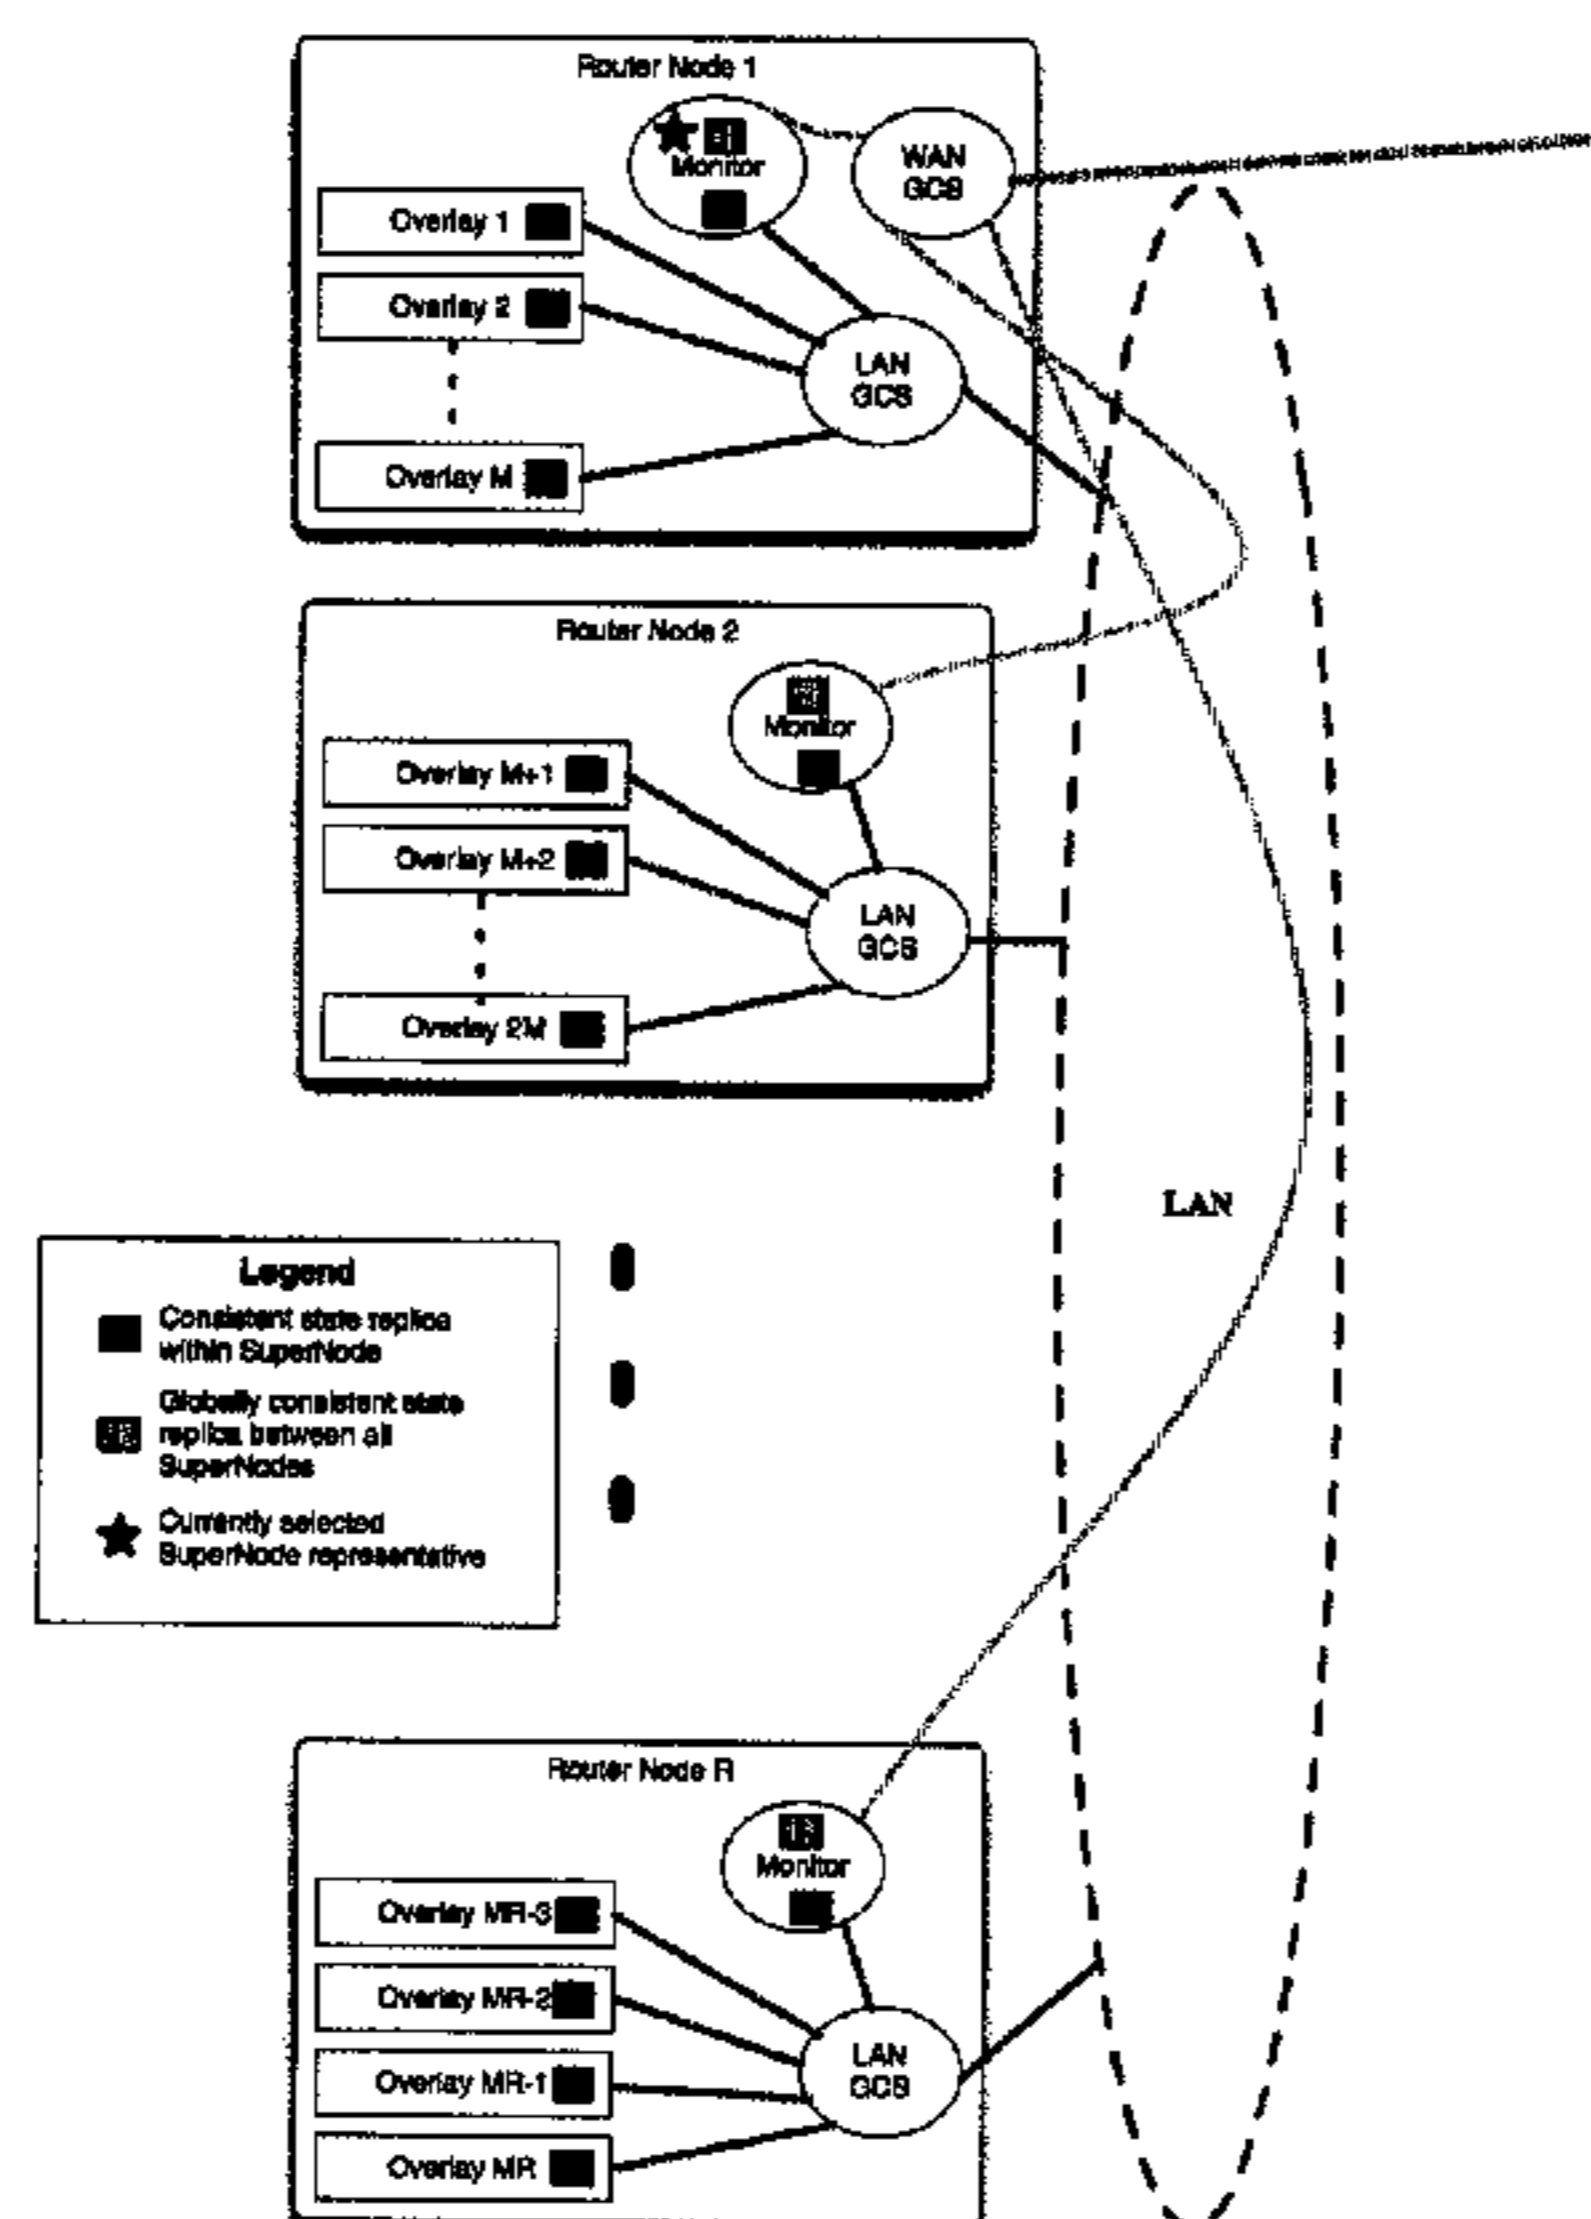 Router Node 1
Monitor
WAN
GCS
Overlay 1
Overlay 2
LAN
GCS
Overlay M
Router Node 2
Monitor
Overlay M+1
Overlay M+2
LAN
GCS
Overlay 2M
LAN
Legend
Consistent state replica
within SuperNode
Globally consistent state
replica between all
SuperNodes
Currently selected
SuperNode representative
Router Node R
Monitor
Overlay MR-3
Overlay MR-2
LAN
GCS
Overlay MR-1
Overlay MR